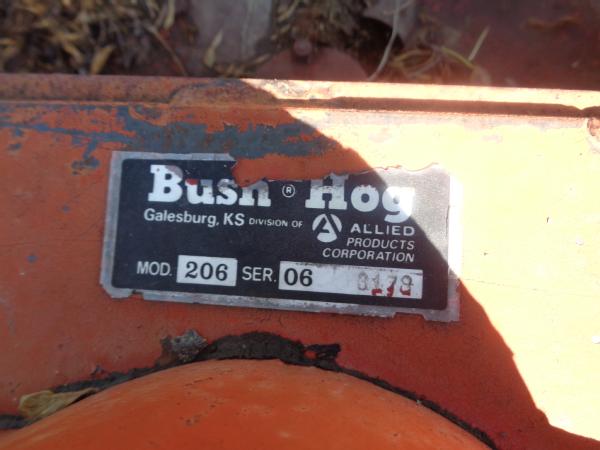 Bush ® Hog
Galesburg, KS DIVISION OF ALLIED
PRODUCTS
CORPORATION
MOD. 206 SER. 06